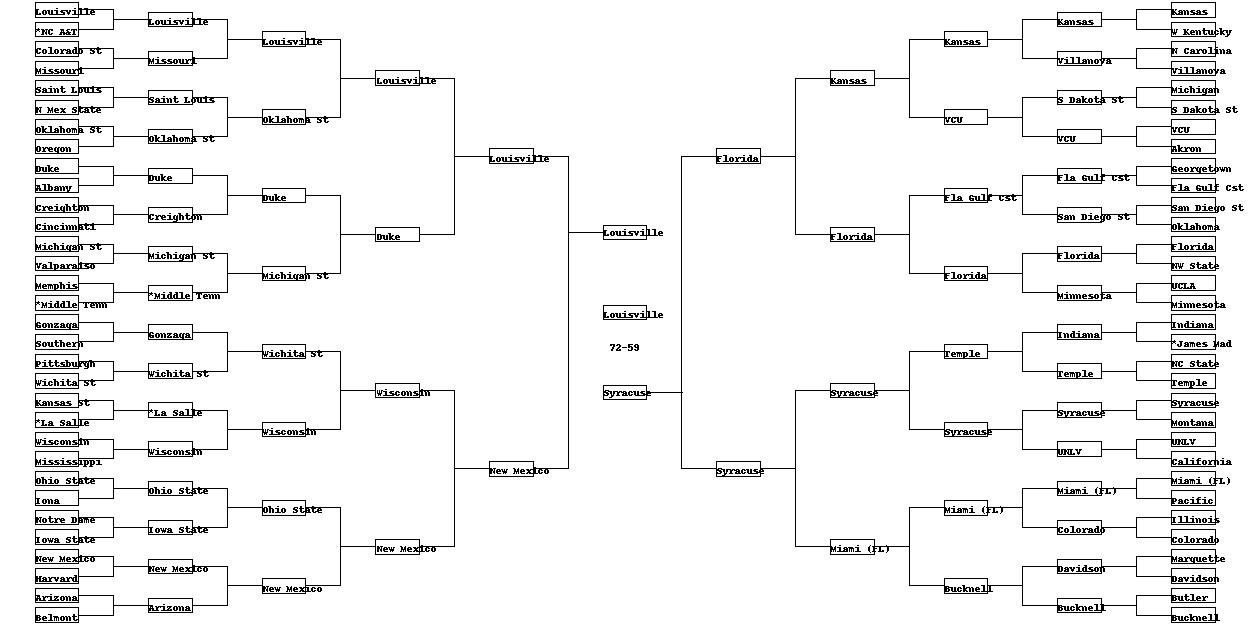 Louisville
*NC A&T
Colorado St
Missouri
Saint Louis
N Mex State
Oklahoma St
Oregon
Duke
Albany
Creighton
Cincinnati
Michigan St
Valparaiso
Memphis
*Middle Tenn
Gonzaga
Southern
Pittsburgh
Wichita St
Kansas St
*La Salle
Wisconsin
Mississippi
Ohio State
Iona
Notre Dame
Iowa State
New Mexico
Harvard
Arizona
Belmont
Louisville
Missouri
Saint Louis
Oklahoma St
Duke
Creighton
Michigan St
*Middle Tenn
Gonzaga
Wichita St
*La Salle
Wisconsin
Ohio State
Iowa State
New Mexico
Arizona
Louisville
Oklahoma St
Duke
Michigan St
Wichita St
Wisconsin
Ohio State
New Mexico
Louisville
Duke
Wisconsin
New Mexico
Louisville
New Mexico
Louisville
Louisville
72-59
Syracuse
Florida
Syracuse
Kansas
Florida
Syracuse
Miami (FL)
Kansas
VCU
Fla Gulf Cst
Florida
Temple
Syracuse
Miami (FL)
Bucknell
Kansas
Villanova
S Dakota St
VCU
Fla Gulf Cst
San Diego St
Florida
Minnesota
Indiana
Temple
Syracuse
UNLV
Miami (FL)
Colorado
Davidson
Bucknell
Kansas
W Kentucky
N Carolina
Villanova
Michigan
S Dakota St
VCU
Akron
Georgetown
Fla Gulf Cst
San Diego St
Oklahoma
Florida
NW State
UCLA
Minnesota
Indiana
*James Mad
NC State
Temple
Syracuse
Montana
UNLV
California
Miami (FL)
Pacific
Illinois
Colorado
Marquette
Davidson
Butler
Bucknell